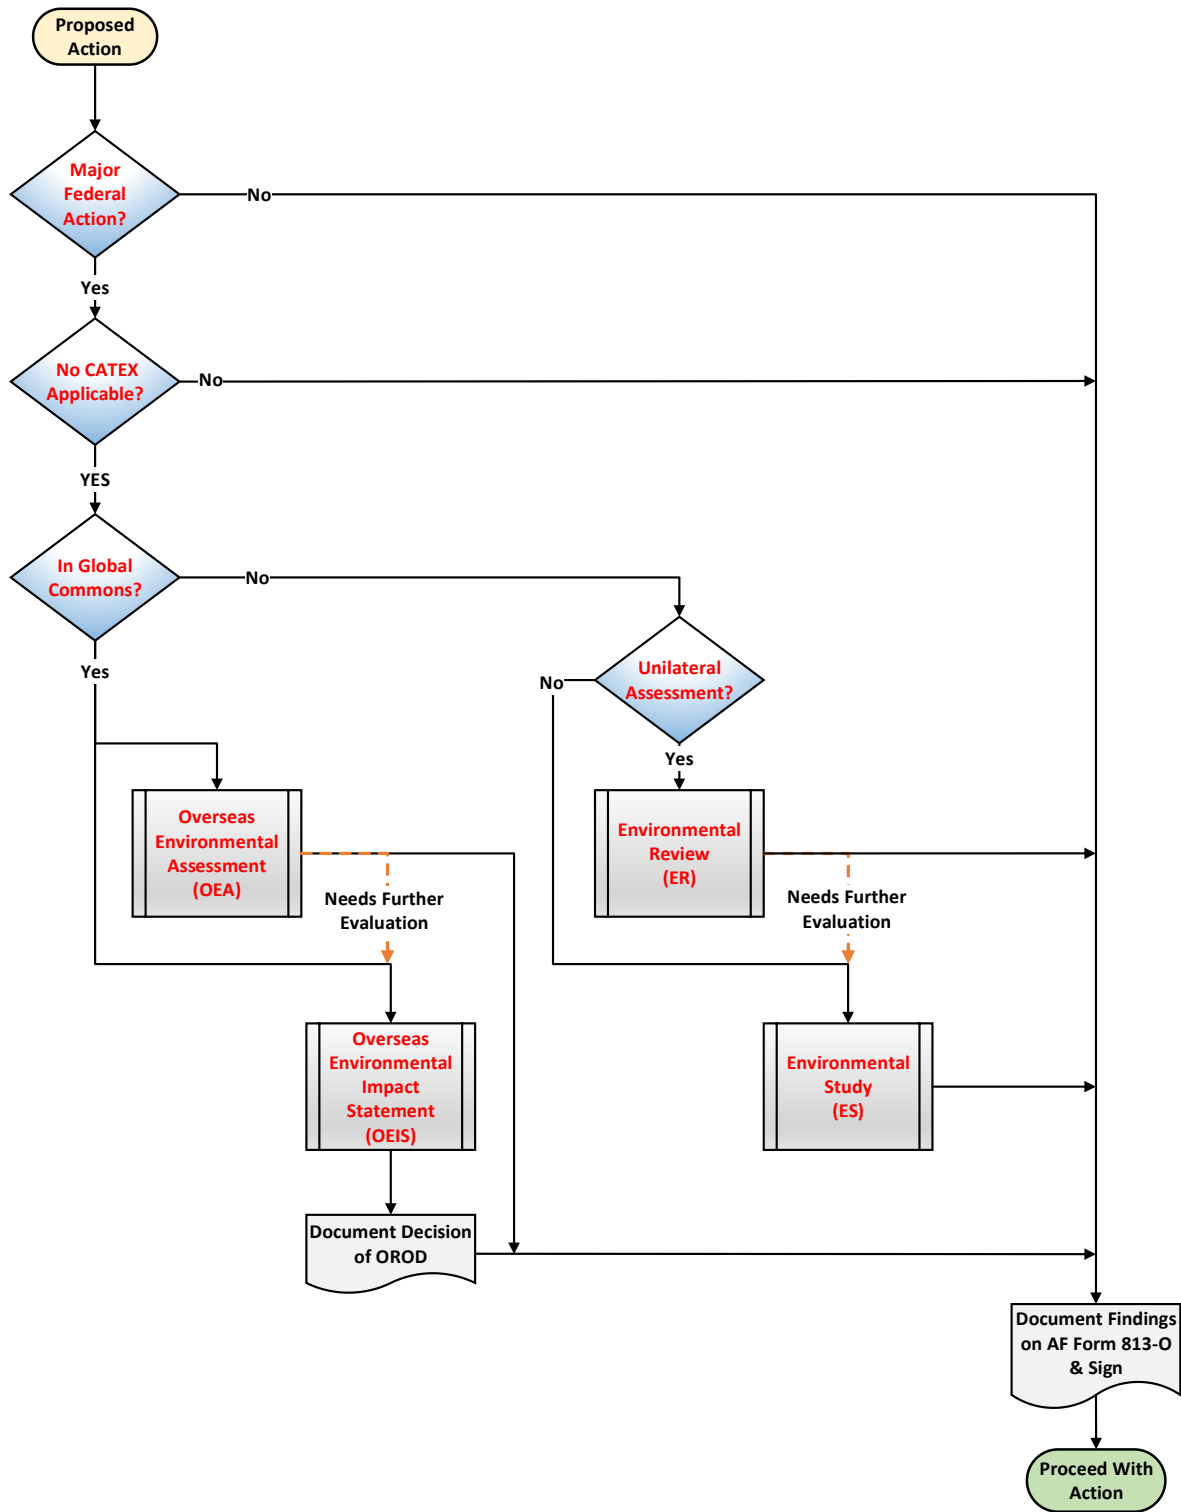 Proposed
Action
Major
Federal
Action?
No
Yes
No CATEX
Applicable?
No
YES
In Global
Commons?
No
Yes
Unilateral
Assessment?
No
Yes
Overseas
Environmental
Assessment
(OEA)
Environmental
Review
(ER)
Needs Further
Evaluation
Needs Further
Evaluation
Overseas
Environmental
Impact
Statement
(OEIS)
Environmental
Study
(ES)
Document Decision
of OROD
Document Findings
on AF Form 813-O
& Sign
Proceed With
Action